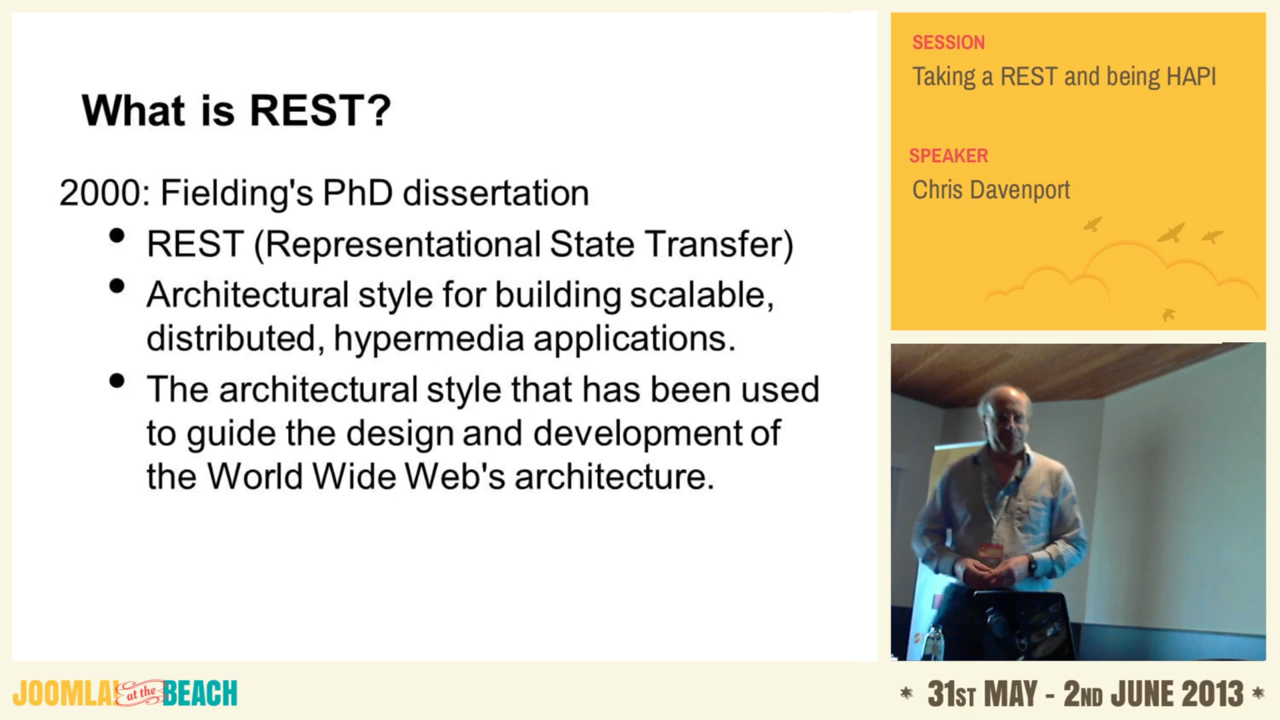 What is REST?
2000: Fielding's PhD dissertation
• REST (Representational State Transfer)
• Architectural style for building scalable,
distributed, hypermedia applications.
• The architectural style that has been used
to guide the design and development of
the World Wide Web's architecture.
SESSION
Taking a REST and being HAPI
SPEAKER
Chris Davenport
JOOMLA! at the BEACH
* 31ST MAY - 2ND JUNE 2013 *